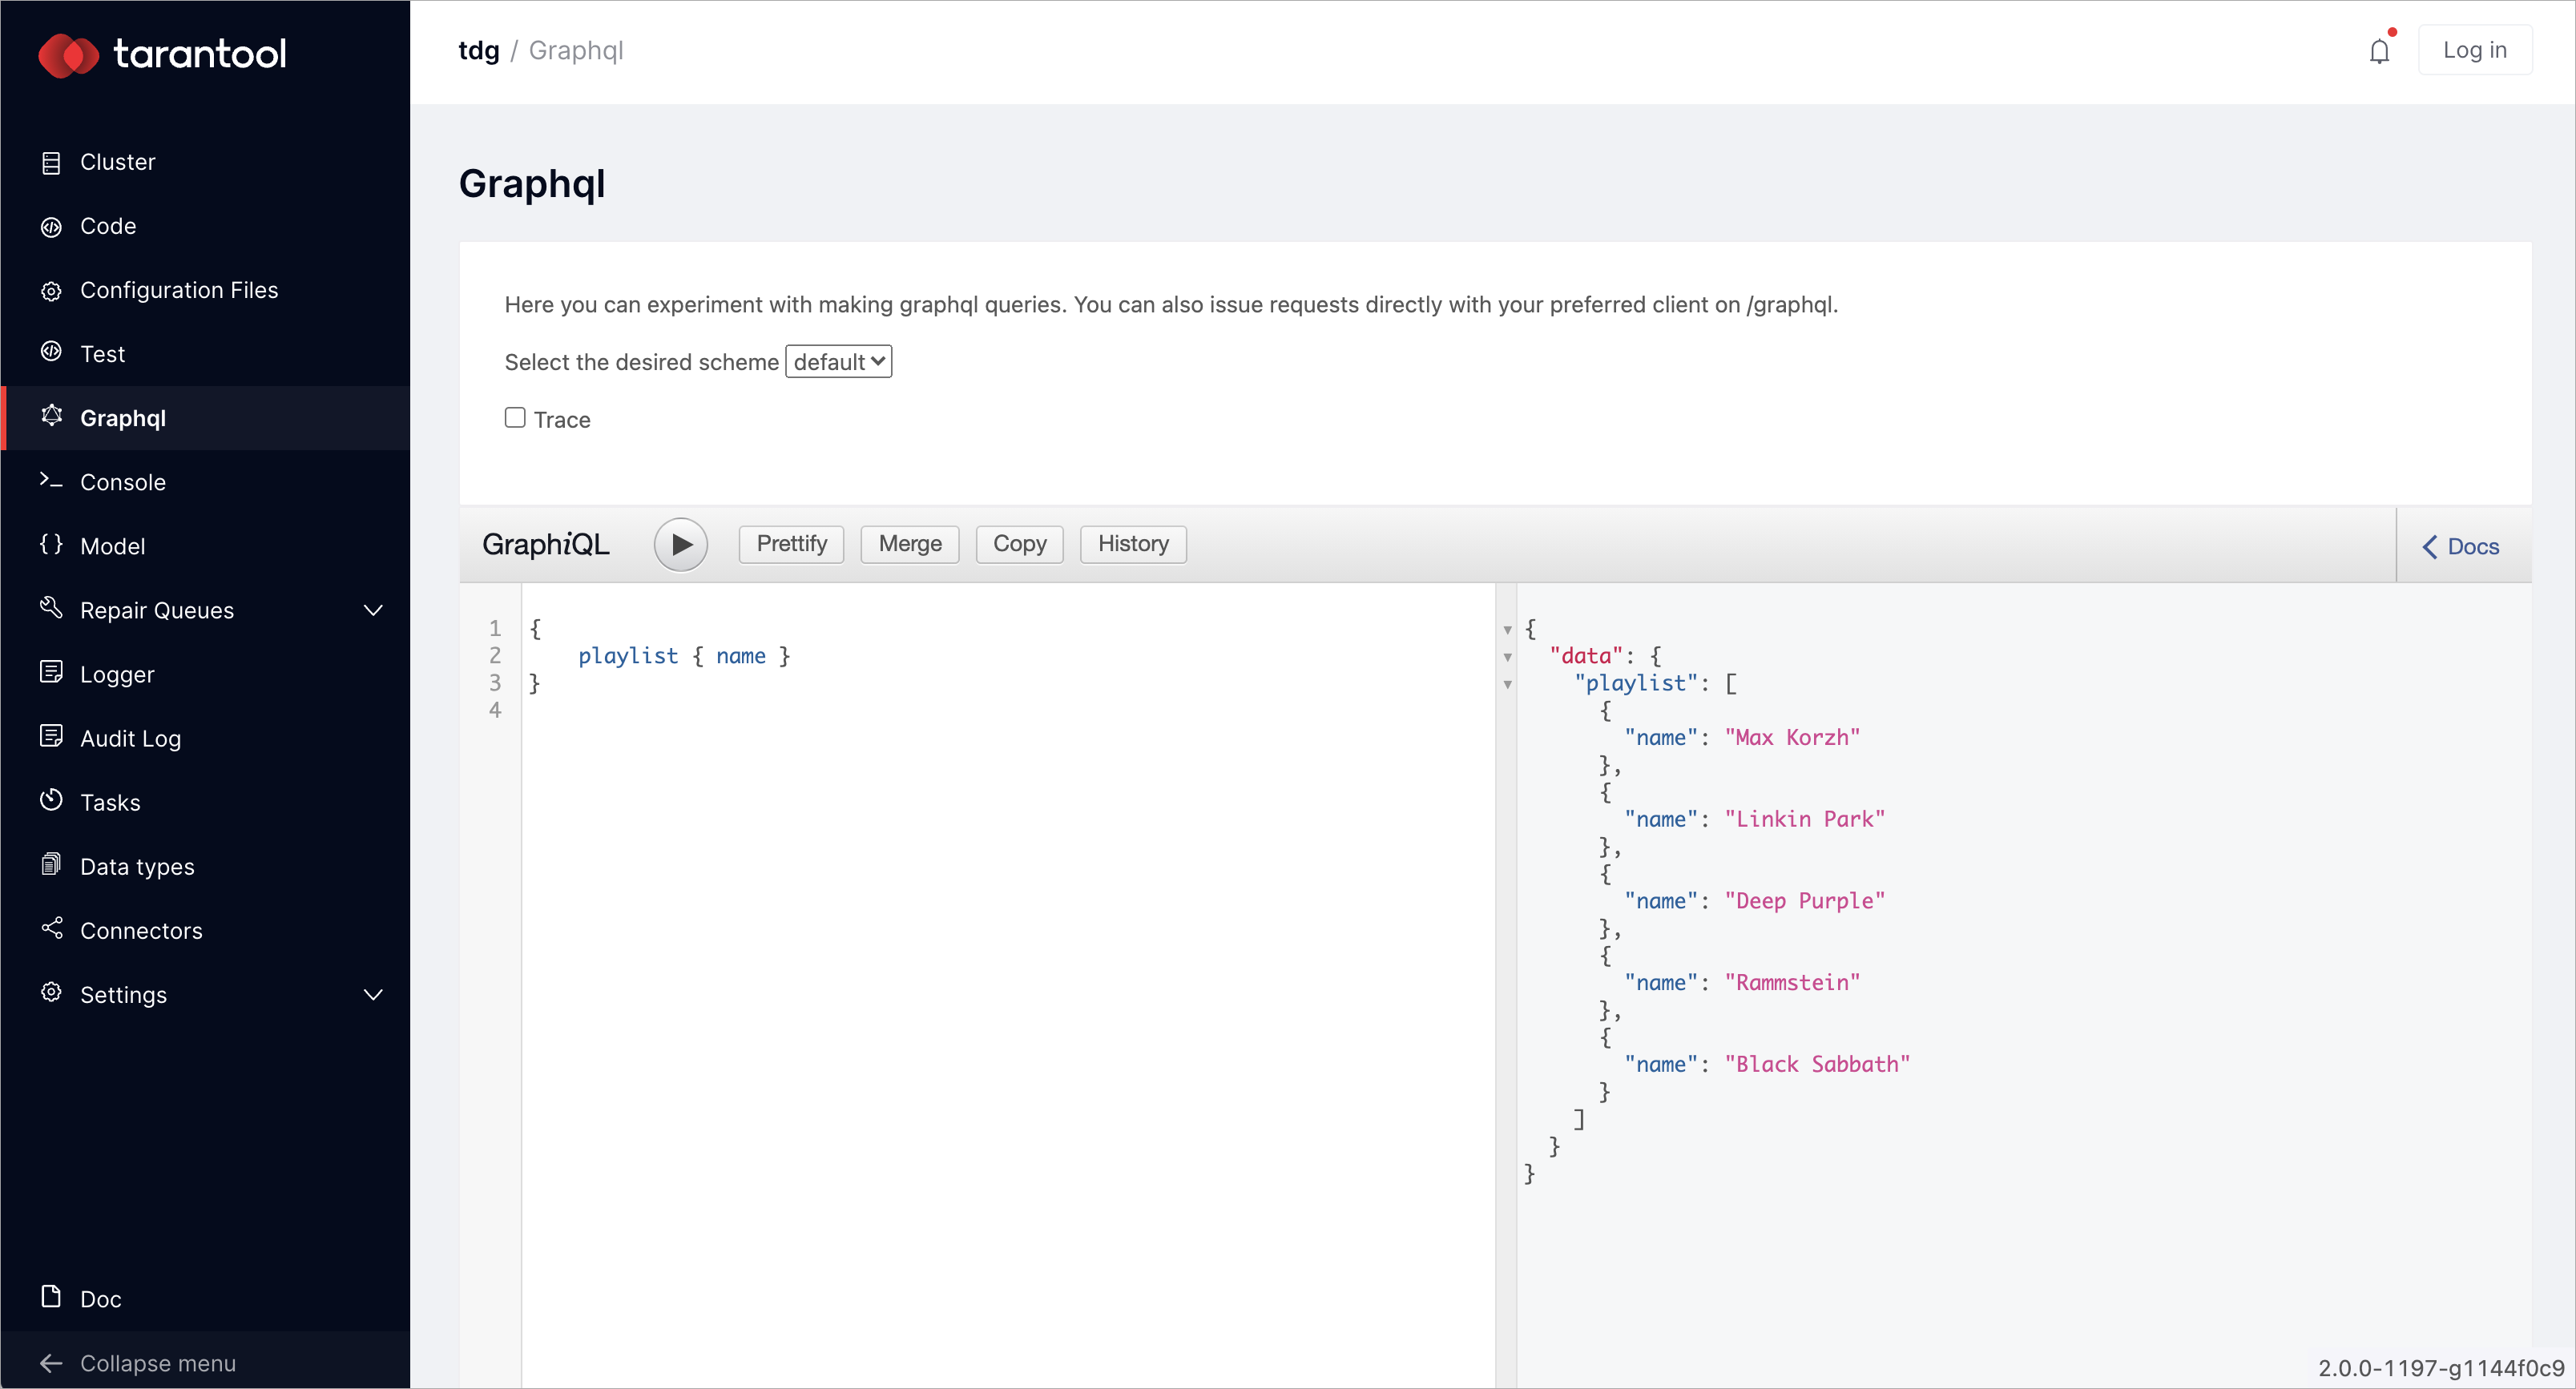 tarantool
Cluster
Code
Configuration Files
Test
Graphql
Console
Model
Repair Queues
Logger
Audit Log
Tasks
Data types
Connectors
Settings
Doc
Collapse menu
tdg / Graphql
Log in
Graphql
Here you can experiment with making graphql queries. You can also issue requests directly with your preferred client on /graphql.
Select the desired scheme default
Trace
GraphiQL Prettify Merge Copy History Docs
1 {
2     playlist { name }
3 }
4
{
  "data": {
    "playlist": [
      {
        "name": "Max Korzh"
      },
      {
        "name": "Linkin Park"
      },
      {
        "name": "Deep Purple"
      },
      {
        "name": "Rammstein"
      },
      {
        "name": "Black Sabbath"
      }
    ]
  }
}
2.0.0-1197-g1144f0c9